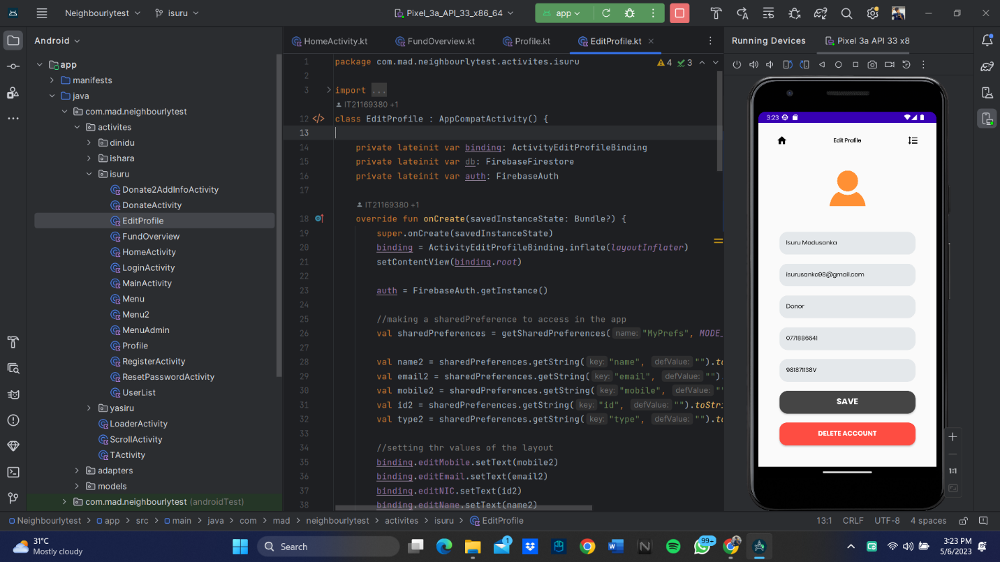 Neighbourlytest
isuru
Pixel_3a_API_33_x86_64
app
Android
HomeActivity.kt
FundOverview.kt
Profile.kt
EditProfile.kt
Running Devices
Pixel 3a API 33 x8
app
manifests
java
com.mad.neighbourlytest
activites
dinidu
ishara
isuru
Donate2AddInfoActivity
DonateActivity
EditProfile
FundOverview
HomeActivity
LoginActivity
MainActivity
Menu
Menu2
MenuAdmin
Profile
RegisterActivity
ResetPasswordActivity
UserList
yasiru
LoaderActivity
ScrollActivity
TActivity
adapters
models
com.mad.neighbourlytest (androidTest)
4 3
1 package com.mad.neighbourlytest.activites.isuru
2
3 import ...
IT21169380 +1
12 class EditProfile : AppCompatActivity() {
13
14 private lateinit var binding: ActivityEditProfileBinding
15 private lateinit var db: FirebaseFirestore
16 private lateinit var auth: FirebaseAuth
17
IT21169380 +1
18 override fun onCreate(savedInstanceState: Bundle?) {
19 super.onCreate(savedInstanceState)
20 binding = ActivityEditProfileBinding.inflate(layoutInflater)
21 setContentView(binding.root)
22
23 auth = FirebaseAuth.getInstance()
24
25 //making a sharedPreference to access in the app
26 val sharedPreferences = getSharedPreferences( name: "MyPrefs", MODE_
27
28 val name2 = sharedPreferences.getString( key: "name", defValue: "").to
29 val email2 = sharedPreferences.getString( key: "email", defValue: "").
30 val mobile2 = sharedPreferences.getString( key: "mobile", defValue: ""
31 val id2 = sharedPreferences.getString( key: "id", defValue: "").toStri
32 val type2 = sharedPreferences.getString( key: "type", defValue: "").to
33
34 //setting thr values of the layout
35 binding.editMobile.setText(mobile2)
36 binding.editEmail.setText(email2)
37 binding.editNIC.setText(id2)
38 binding.editName.setText(name2)
3:23
Edit Profile
Isuru Madusanka
isurusanka98@gmail.com
Donor
0771886641
981871138V
SAVE
DELETE ACCOUNT
1:1
Neighbourlytest > app > src > main > java > com > mad > neighbourlytest > activites > isuru > EditProfile
13:1 CRLF UTF-8 4 spaces
31°C
Mostly cloudy
Search
1
99+
3:23 PM
5/6/2023